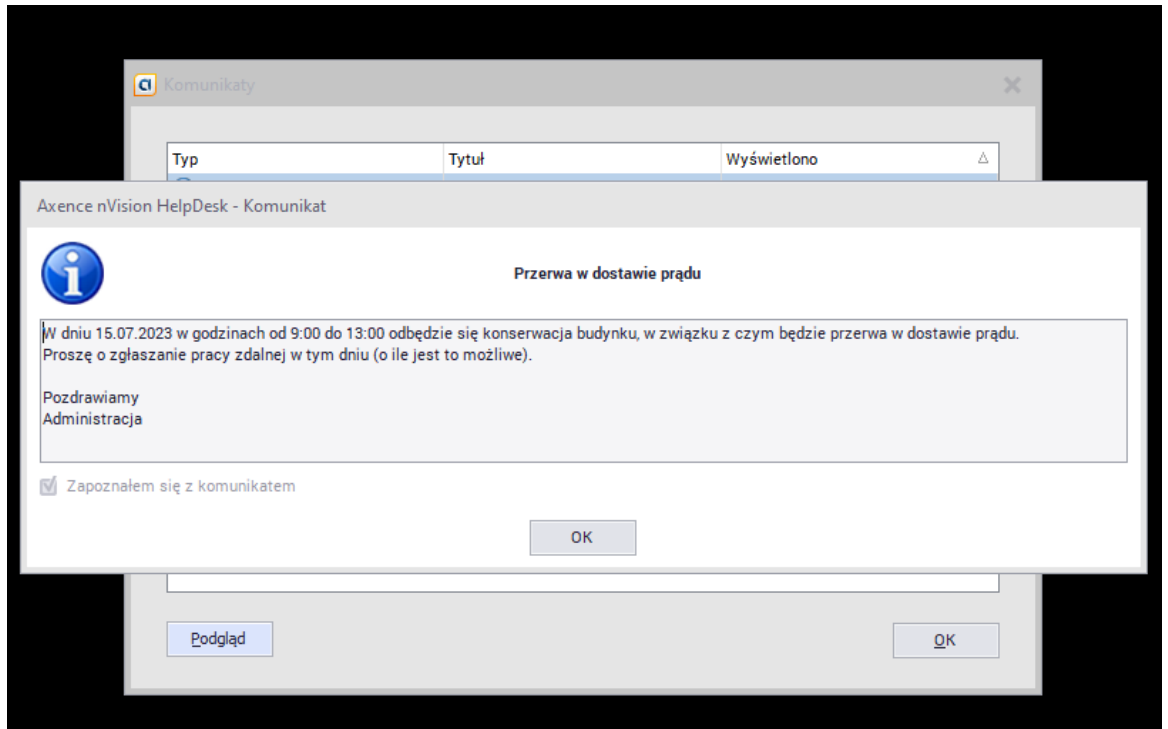 Komunikaty
Typ Tytuł Wyświetlono
Axence nVision HelpDesk - Komunikat
Przerwa w dostawie prądu
W dniu 15.07.2023 w godzinach od 9:00 do 13:00 odbędzie się konserwacja budynku, w związku z czym będzie przerwa w dostawie prądu.
Proszę o zgłaszanie pracy zdalnej w tym dniu (o ile jest to możliwe).
Pozdrawiamy
Administracja
Zapoznałem się z komunikatem
OK
Podgląd OK